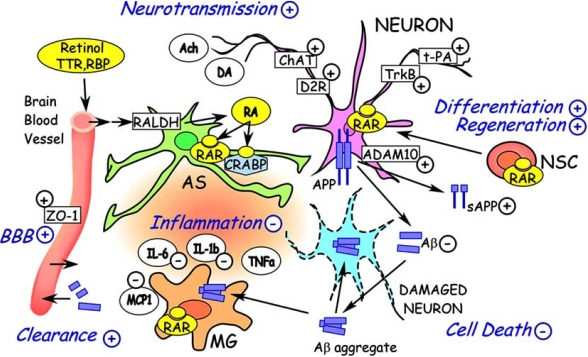 Neurotransmission +
NEURON
Retinol
TTR,RBP
Ach
DA
ChAT +
D2R +
t-PA +
TrkB +
Brain
Blood
Vessel
RALDH
RA
RAR
CRABP
AS
RAR
ADAM10 +
APP
Differentiation +
Regeneration +
NSC
RAR
sAPP +
ZO-1 +
BBB +
Inflammation -
IL-6 -
IL-1b -
TNFa
MCP1 -
RAR
MG
Aβ -
DAMAGED
NEURON
Clearance +
Aβ aggregate
Cell Death -